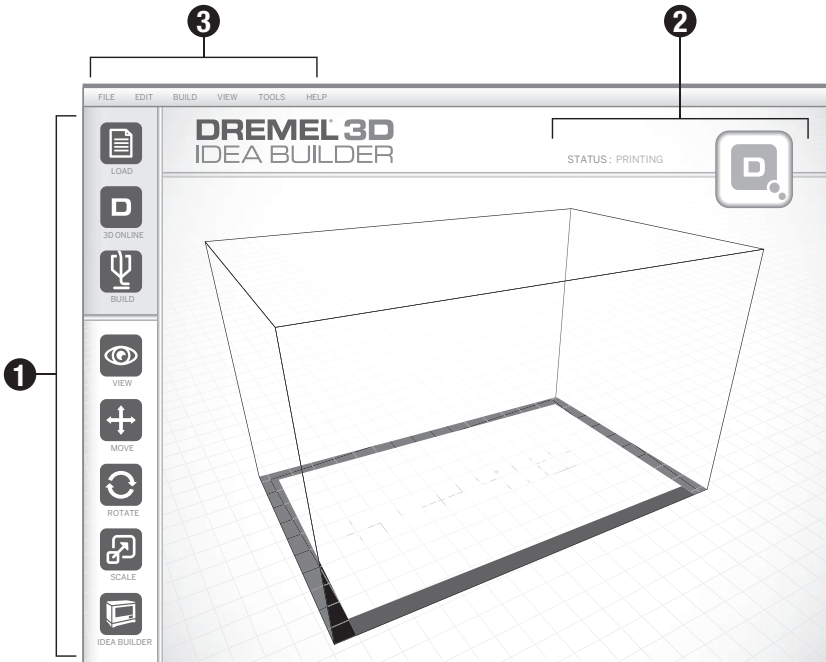 3
2
FILE EDIT BUILD VIEW TOOLS HELP
DREMEL 3D
IDEA BUILDER
STATUS : PRINTING
D
LOAD
D
3D ONLINE
BUILD
1
VIEW
MOVE
ROTATE
SCALE
IDEA BUILDER